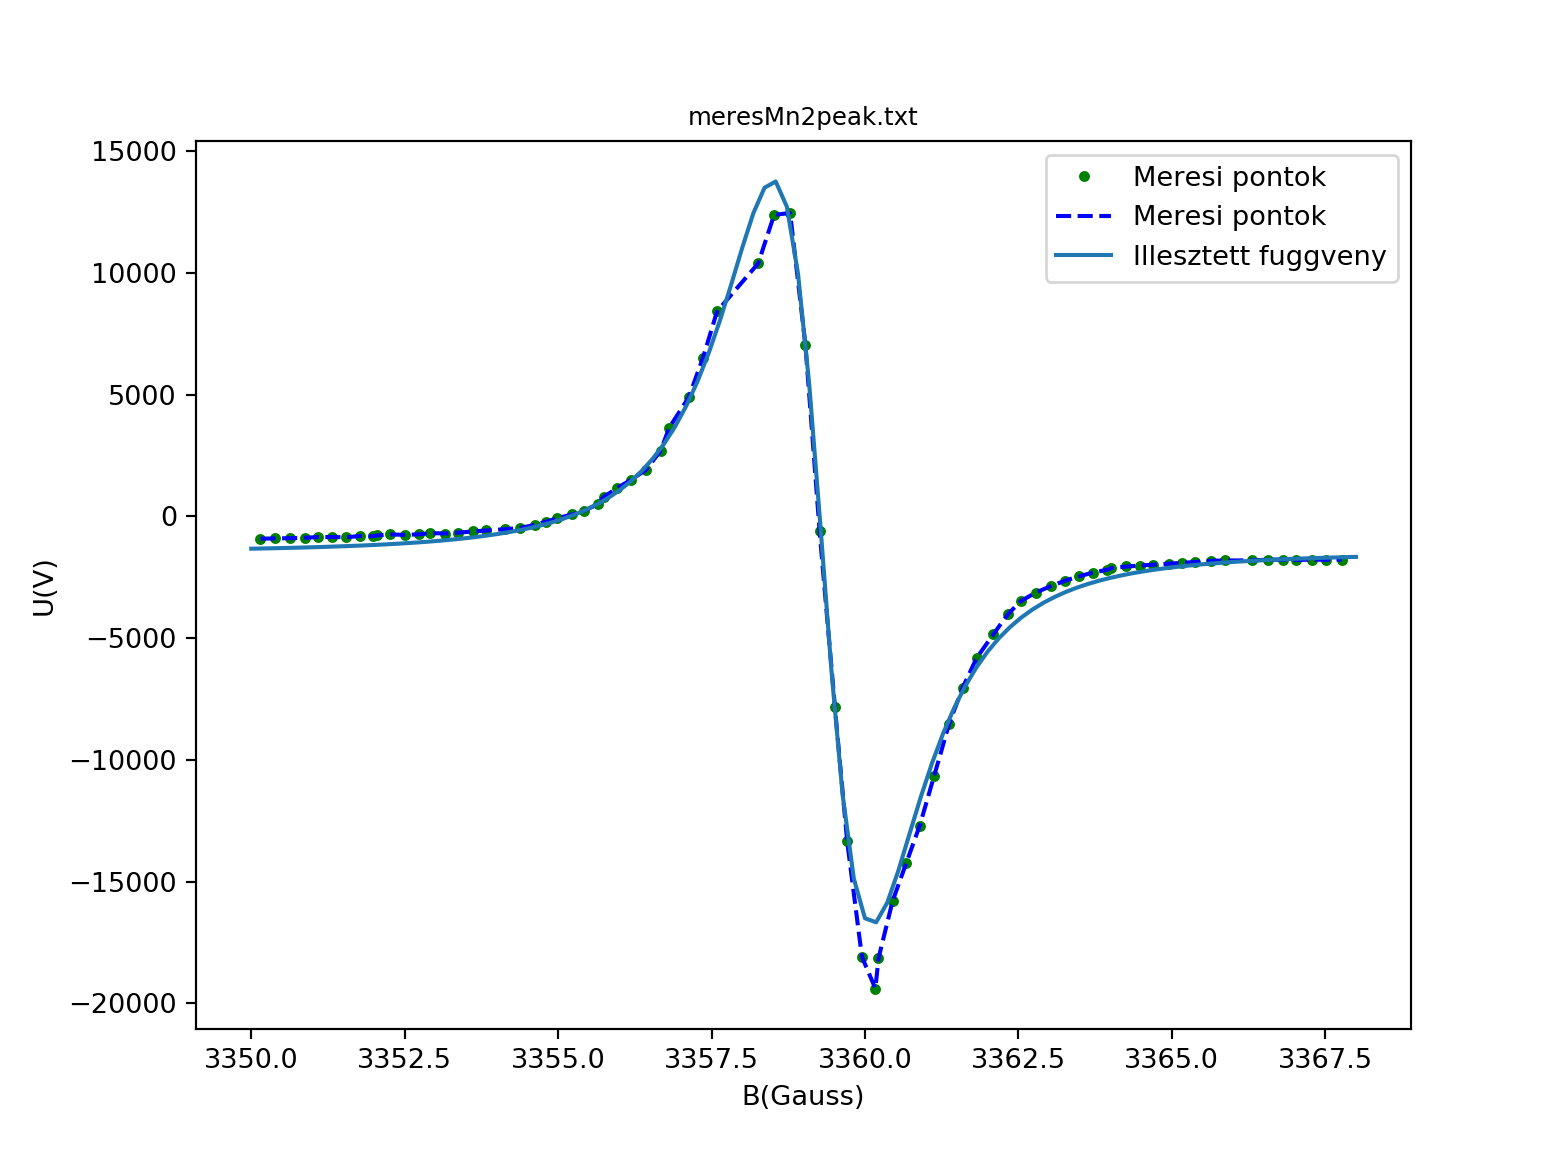 meresMn2peak.txt
15000
10000
5000
0
−5000
−10000
−15000
−20000
U(V)
Meresi pontok
Meresi pontok
Illesztett fuggveny
3350.0 3352.5 3355.0 3357.5 3360.0 3362.5 3365.0 3367.5
B(Gauss)